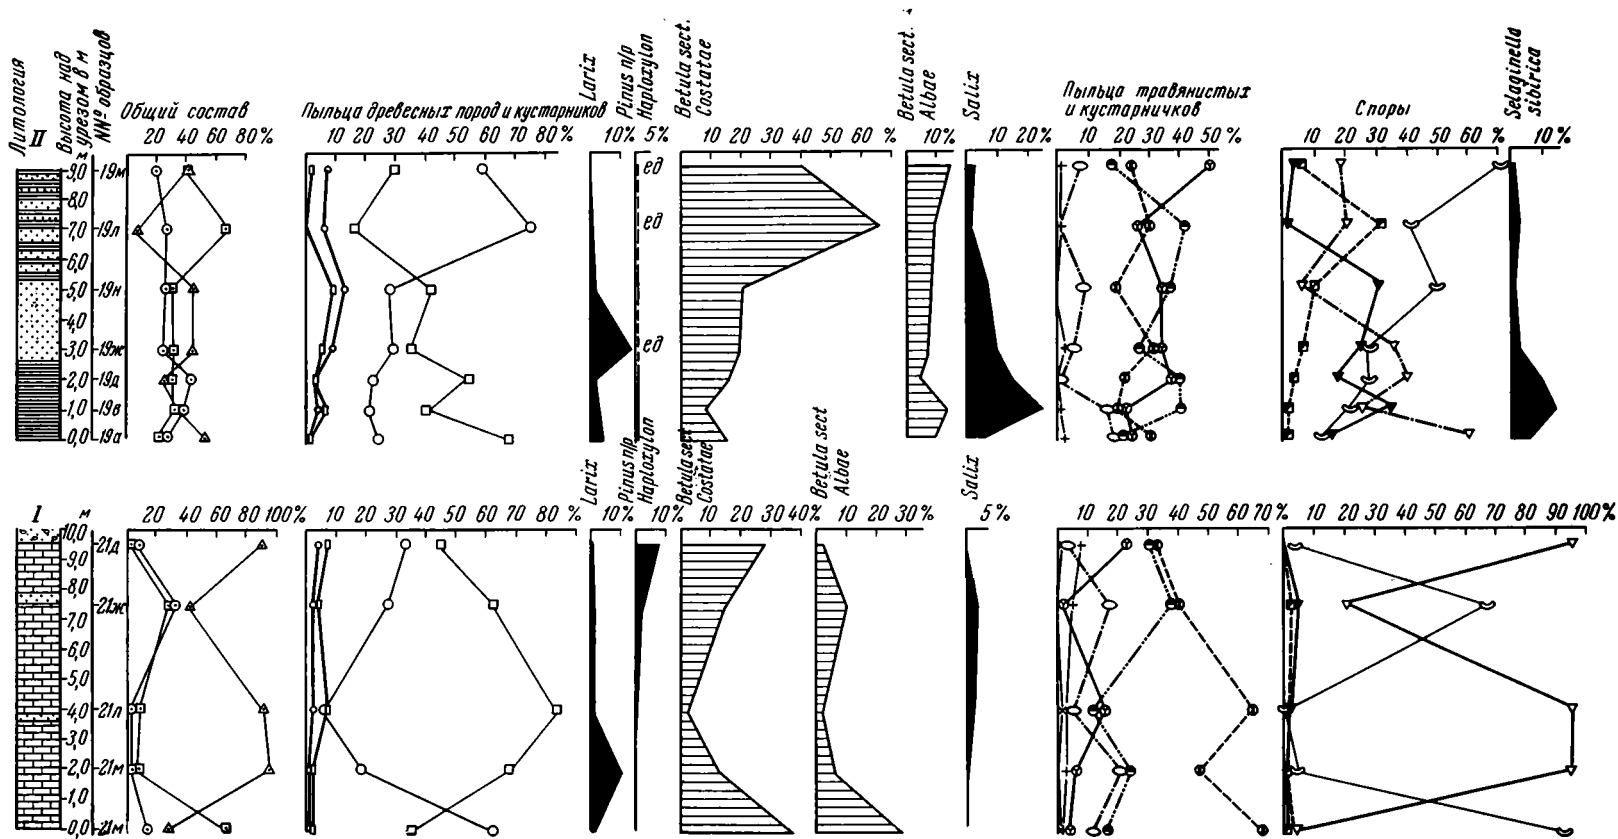 Литология
II
Высота над
урезом в м
№№ образцов
Общий состав
20 40 60 80%
Пыльца древесных пород и кустарников
10 20 30 40 50 60 70 80%
Larix
10%
Pinus п/р
Haploxylon
5%
Betula sect.
Costatae
10 20 30 40 50 60 70%
Betula sect.
Albae
10%
Salix
10 20%
Пыльца травянистых
и кустарничков
10 20 30 40 50%
Споры
10 20 30 40 50 60 %
Selaginella
sibirica
10%
м
9,0 19м
8,0
7,0 19л
6,0
5,0 19н
4,0
3,0 19ж
2,0 19д
1,0 19в
0,0 19а
ед
ед
ед
I
м
20 40 60 80 100%
10 20 30 40 50 60 70 80%
Larix
10%
Pinus п/р
Haploxylon
10%
Betula sect
Costatae
10 20 30 40%
Betula sect
Albae
10 20 30%
Salix
5%
10 20 30 40 50 60 70%
10 20 30 40 50 60 70 80 90 100%
10,0
9,0 21д
8,0
7,0 21ж
6,0
5,0
4,0 21л
3,0
2,0 21м
1,0
0,0 21м